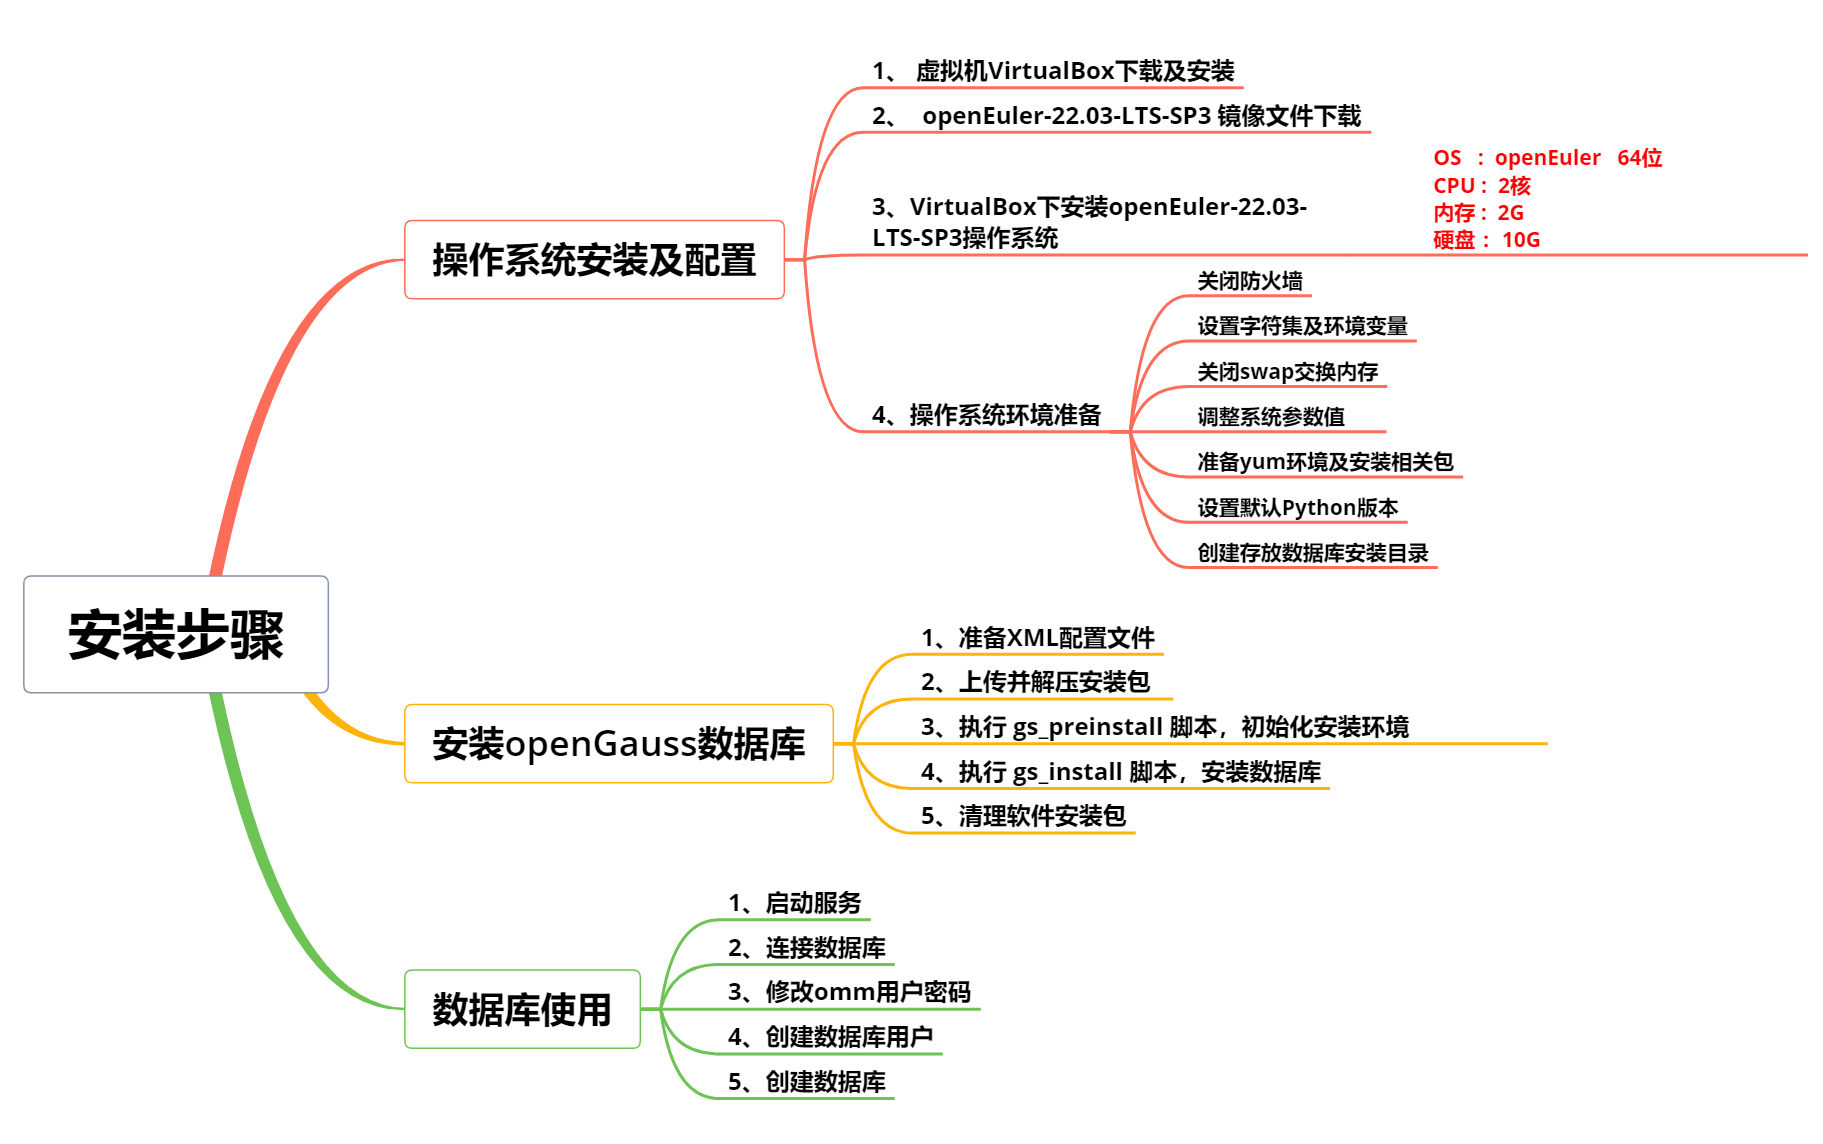 安装步骤
操作系统安装及配置
1、 虚拟机VirtualBox下载及安装
2、 openEuler-22.03-LTS-SP3 镜像文件下载
3、VirtualBox下安装openEuler-22.03-
LTS-SP3操作系统
OS ：openEuler 64位
CPU：2核
内存：2G
硬盘：10G
4、操作系统环境准备
关闭防火墙
设置字符集及环境变量
关闭swap交换内存
调整系统参数值
准备yum环境及安装相关包
设置默认Python版本
创建存放数据库安装目录
安装openGauss数据库
1、准备XML配置文件
2、上传并解压安装包
3、执行 gs_preinstall 脚本，初始化安装环境
4、执行 gs_install 脚本，安装数据库
5、清理软件安装包
数据库使用
1、启动服务
2、连接数据库
3、修改omm用户密码
4、创建数据库用户
5、创建数据库